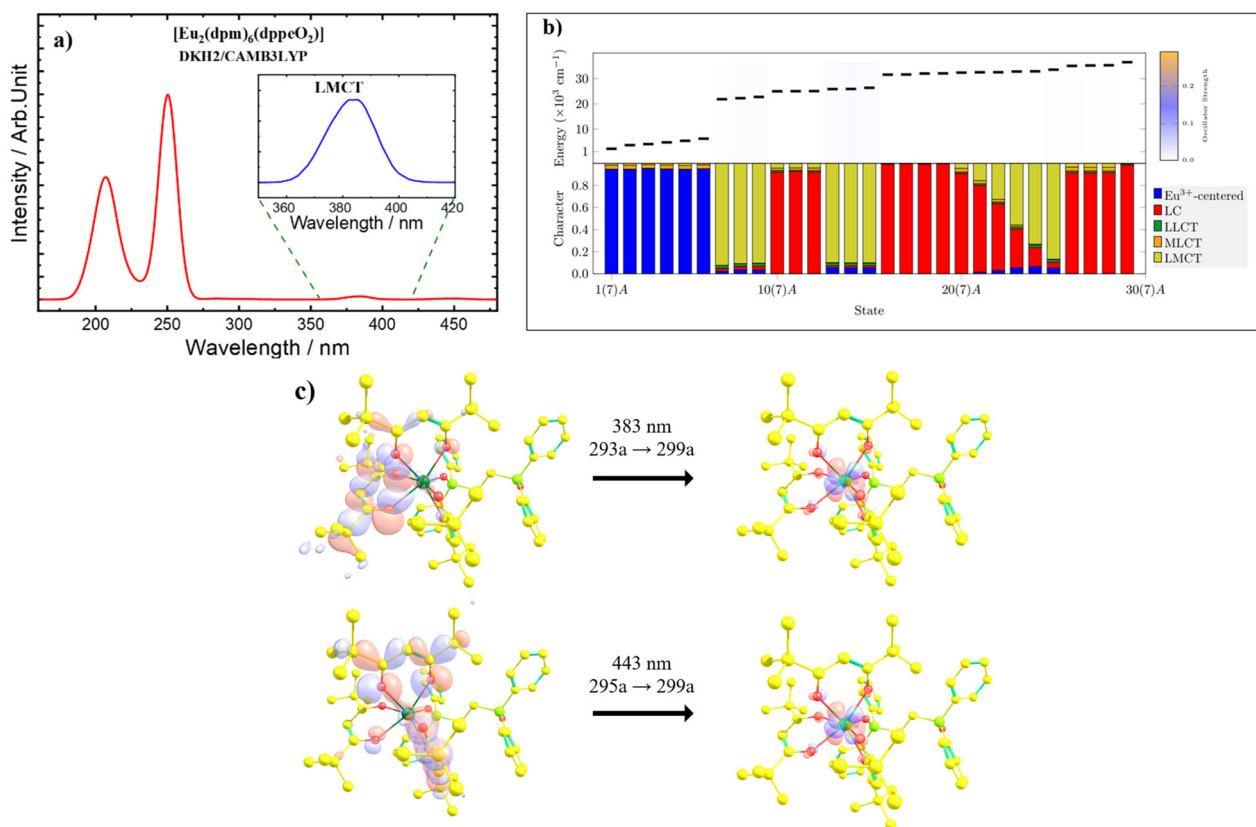 a)
[Eu₂(dpm)₆(dppeO₂)]
DKH2/CAMB3LYP
LMCT
360 380 400 420
Wavelength / nm
Intensity / Arb.Unit
200 250 300 350 400 450
Wavelength / nm
b)
Energy (×10³ cm⁻¹)
30
20
10
1
Oscillator Strength
0.2
0.1
0.0
Character
0.8
0.6
0.4
0.2
0.0
Eu³⁺-centered
LC
LLCT
MLCT
LMCT
1(7)A 10(7)A 20(7)A 30(7)A
State
c)
383 nm
293a → 299a
443 nm
295a → 299a